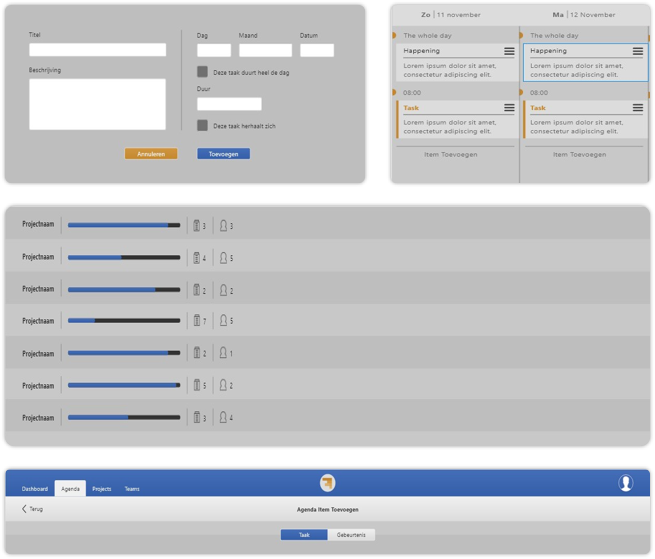 Titel
Beschrijving
Dag Maand Datum
Deze taak duurt heel de dag
Duur
Deze taak herhaalt zich
Annuleren Toevoegen
Zo 11 november
The whole day
Happening
Lorem ipsum dolor sit amet,
consectetur adipiscing elit.
08:00
Task
Lorem ipsum dolor sit amet,
consectetur adipiscing elit.
Item Toevoegen
Ma 12 November
The whole day
Happening
Lorem ipsum dolor sit amet,
consectetur adipiscing elit.
Task
Lorem ipsum dolor sit amet,
consectetur adipiscing elit.
Item Toevoegen
Projectnaam 3 3
Projectnaam 4 5
Projectnaam 2 2
Projectnaam 7 5
Projectnaam 2 1
Projectnaam 5 2
Projectnaam 3 4
Dashboard Agenda Projects Teams
Terug Agenda Item Toevoegen
Taak Gebeurtenis